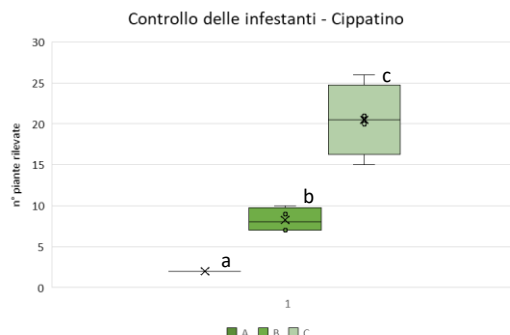 Controllo delle infestanti - Cippatino
n° piante rilevate
30
25
20
15
10
5
0
c
b
a
1
A B C